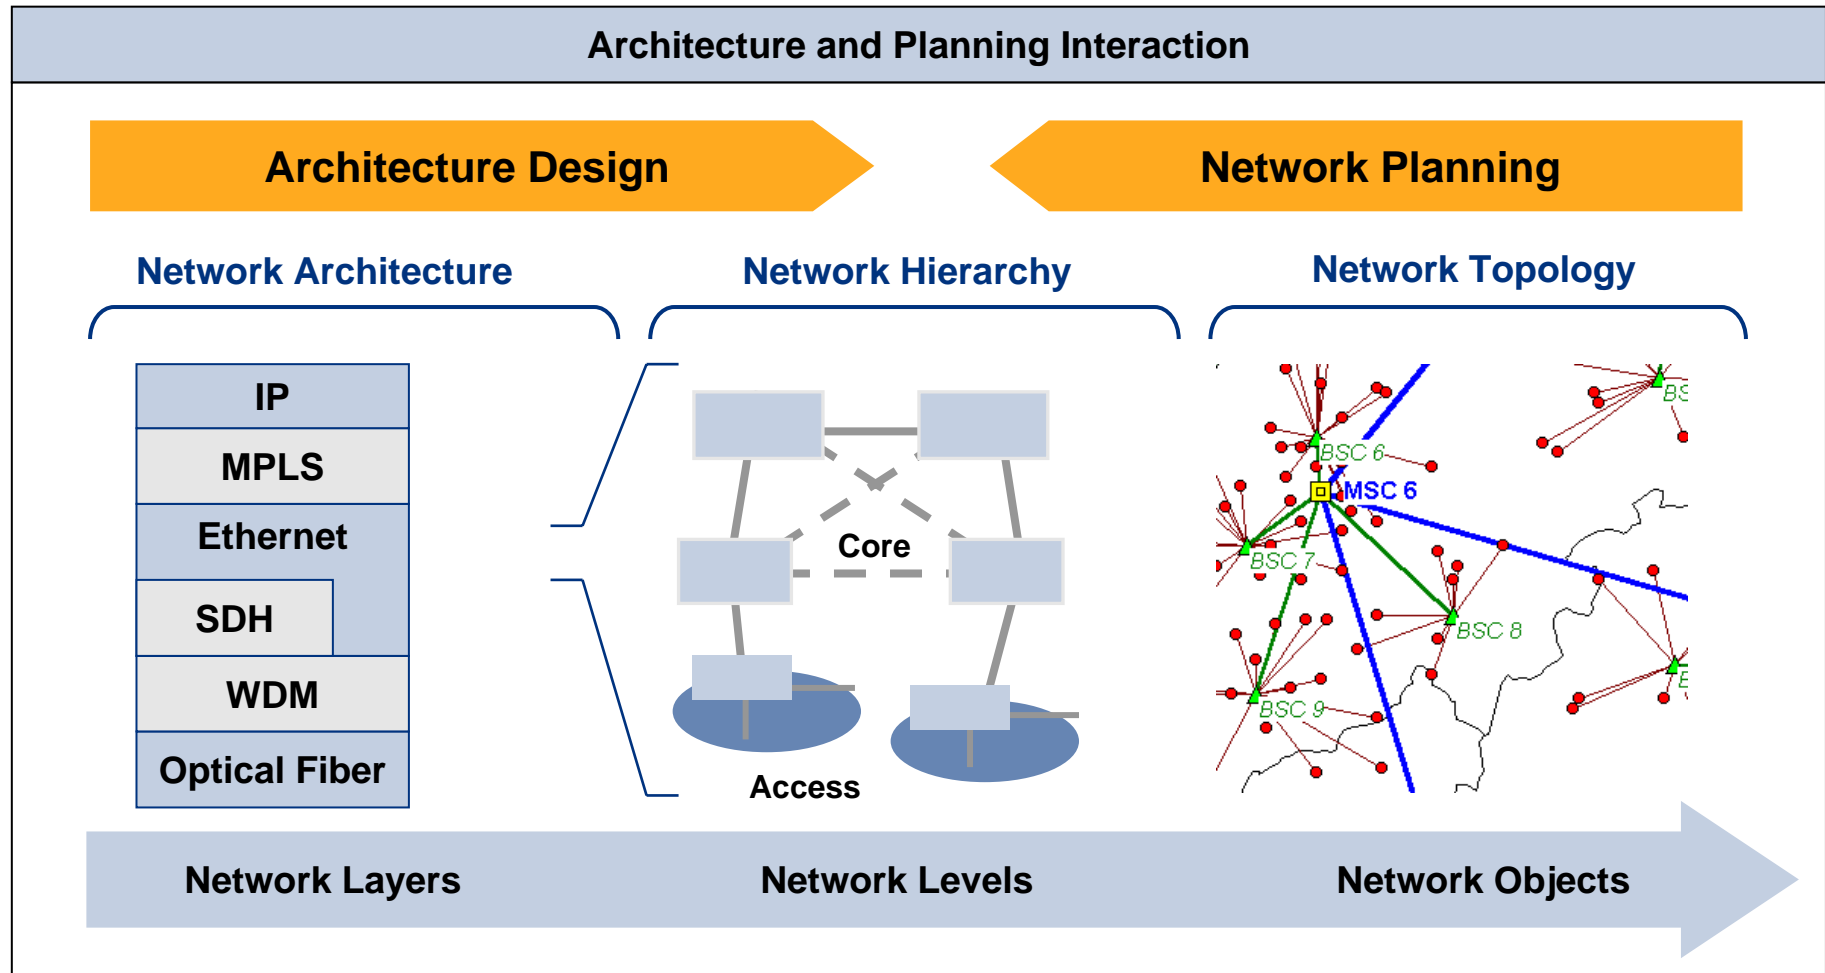 Architecture and Planning Interaction
Architecture Design
Network Planning
Network Architecture
Network Hierarchy
Network Topology
IP
MPLS
Ethernet
SDH
WDM
Optical Fiber
Core
Access
BSC 6
MSC 6
BSC 7
BSC 8
BSC 9
Network Layers
Network Levels
Network Objects